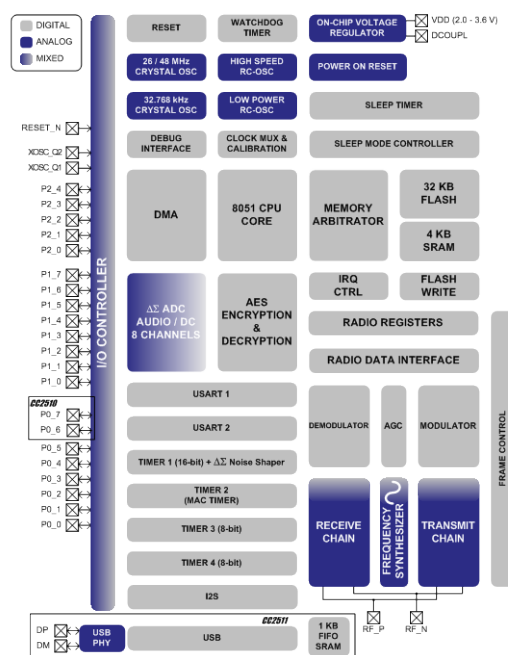 DIGITAL
ANALOG
MIXED
RESET
WATCHDOG
TIMER
ON-CHIP VOLTAGE
REGULATOR
VDD (2.0 - 3.6 V)
DCOUPL
26 / 48 MHz
CRYSTAL OSC
HIGH SPEED
RC-OSC
POWER ON RESET
32.768 kHz
CRYSTAL OSC
LOW POWER
RC-OSC
SLEEP TIMER
RESET_N
DEBUG
INTERFACE
CLOCK MUX &
CALIBRATION
SLEEP MODE CONTROLLER
XOSC_Q2
XOSC_Q1
P2_4
P2_3
P2_2
P2_1
P2_0
DMA
8051 CPU
CORE
MEMORY
ARBITRATOR
32 KB
FLASH
4 KB
SRAM
I/O CONTROLLER
P1_7
P1_6
P1_5
P1_4
P1_3
P1_2
P1_1
P1_0
ΔΣ ADC
AUDIO / DC
8 CHANNELS
AES
ENCRYPTION
&
DECRYPTION
IRQ
CTRL
FLASH
WRITE
RADIO REGISTERS
RADIO DATA INTERFACE
CC2510
P0_7
P0_6
P0_5
P0_4
P0_3
P0_2
P0_1
P0_0
USART 1
USART 2
TIMER 1 (16-bit) + ΔΣ Noise Shaper
TIMER 2
(MAC TIMER)
TIMER 3 (8-bit)
TIMER 4 (8-bit)
I2S
DEMODULATOR
AGC
MODULATOR
FRAME CONTROL
RECEIVE
CHAIN
FREQUENCY
SYNTHESIZER
TRANSMIT
CHAIN
RF_P
RF_N
CC2511
DP
DM
USB
PHY
USB
1 KB
FIFO
SRAM